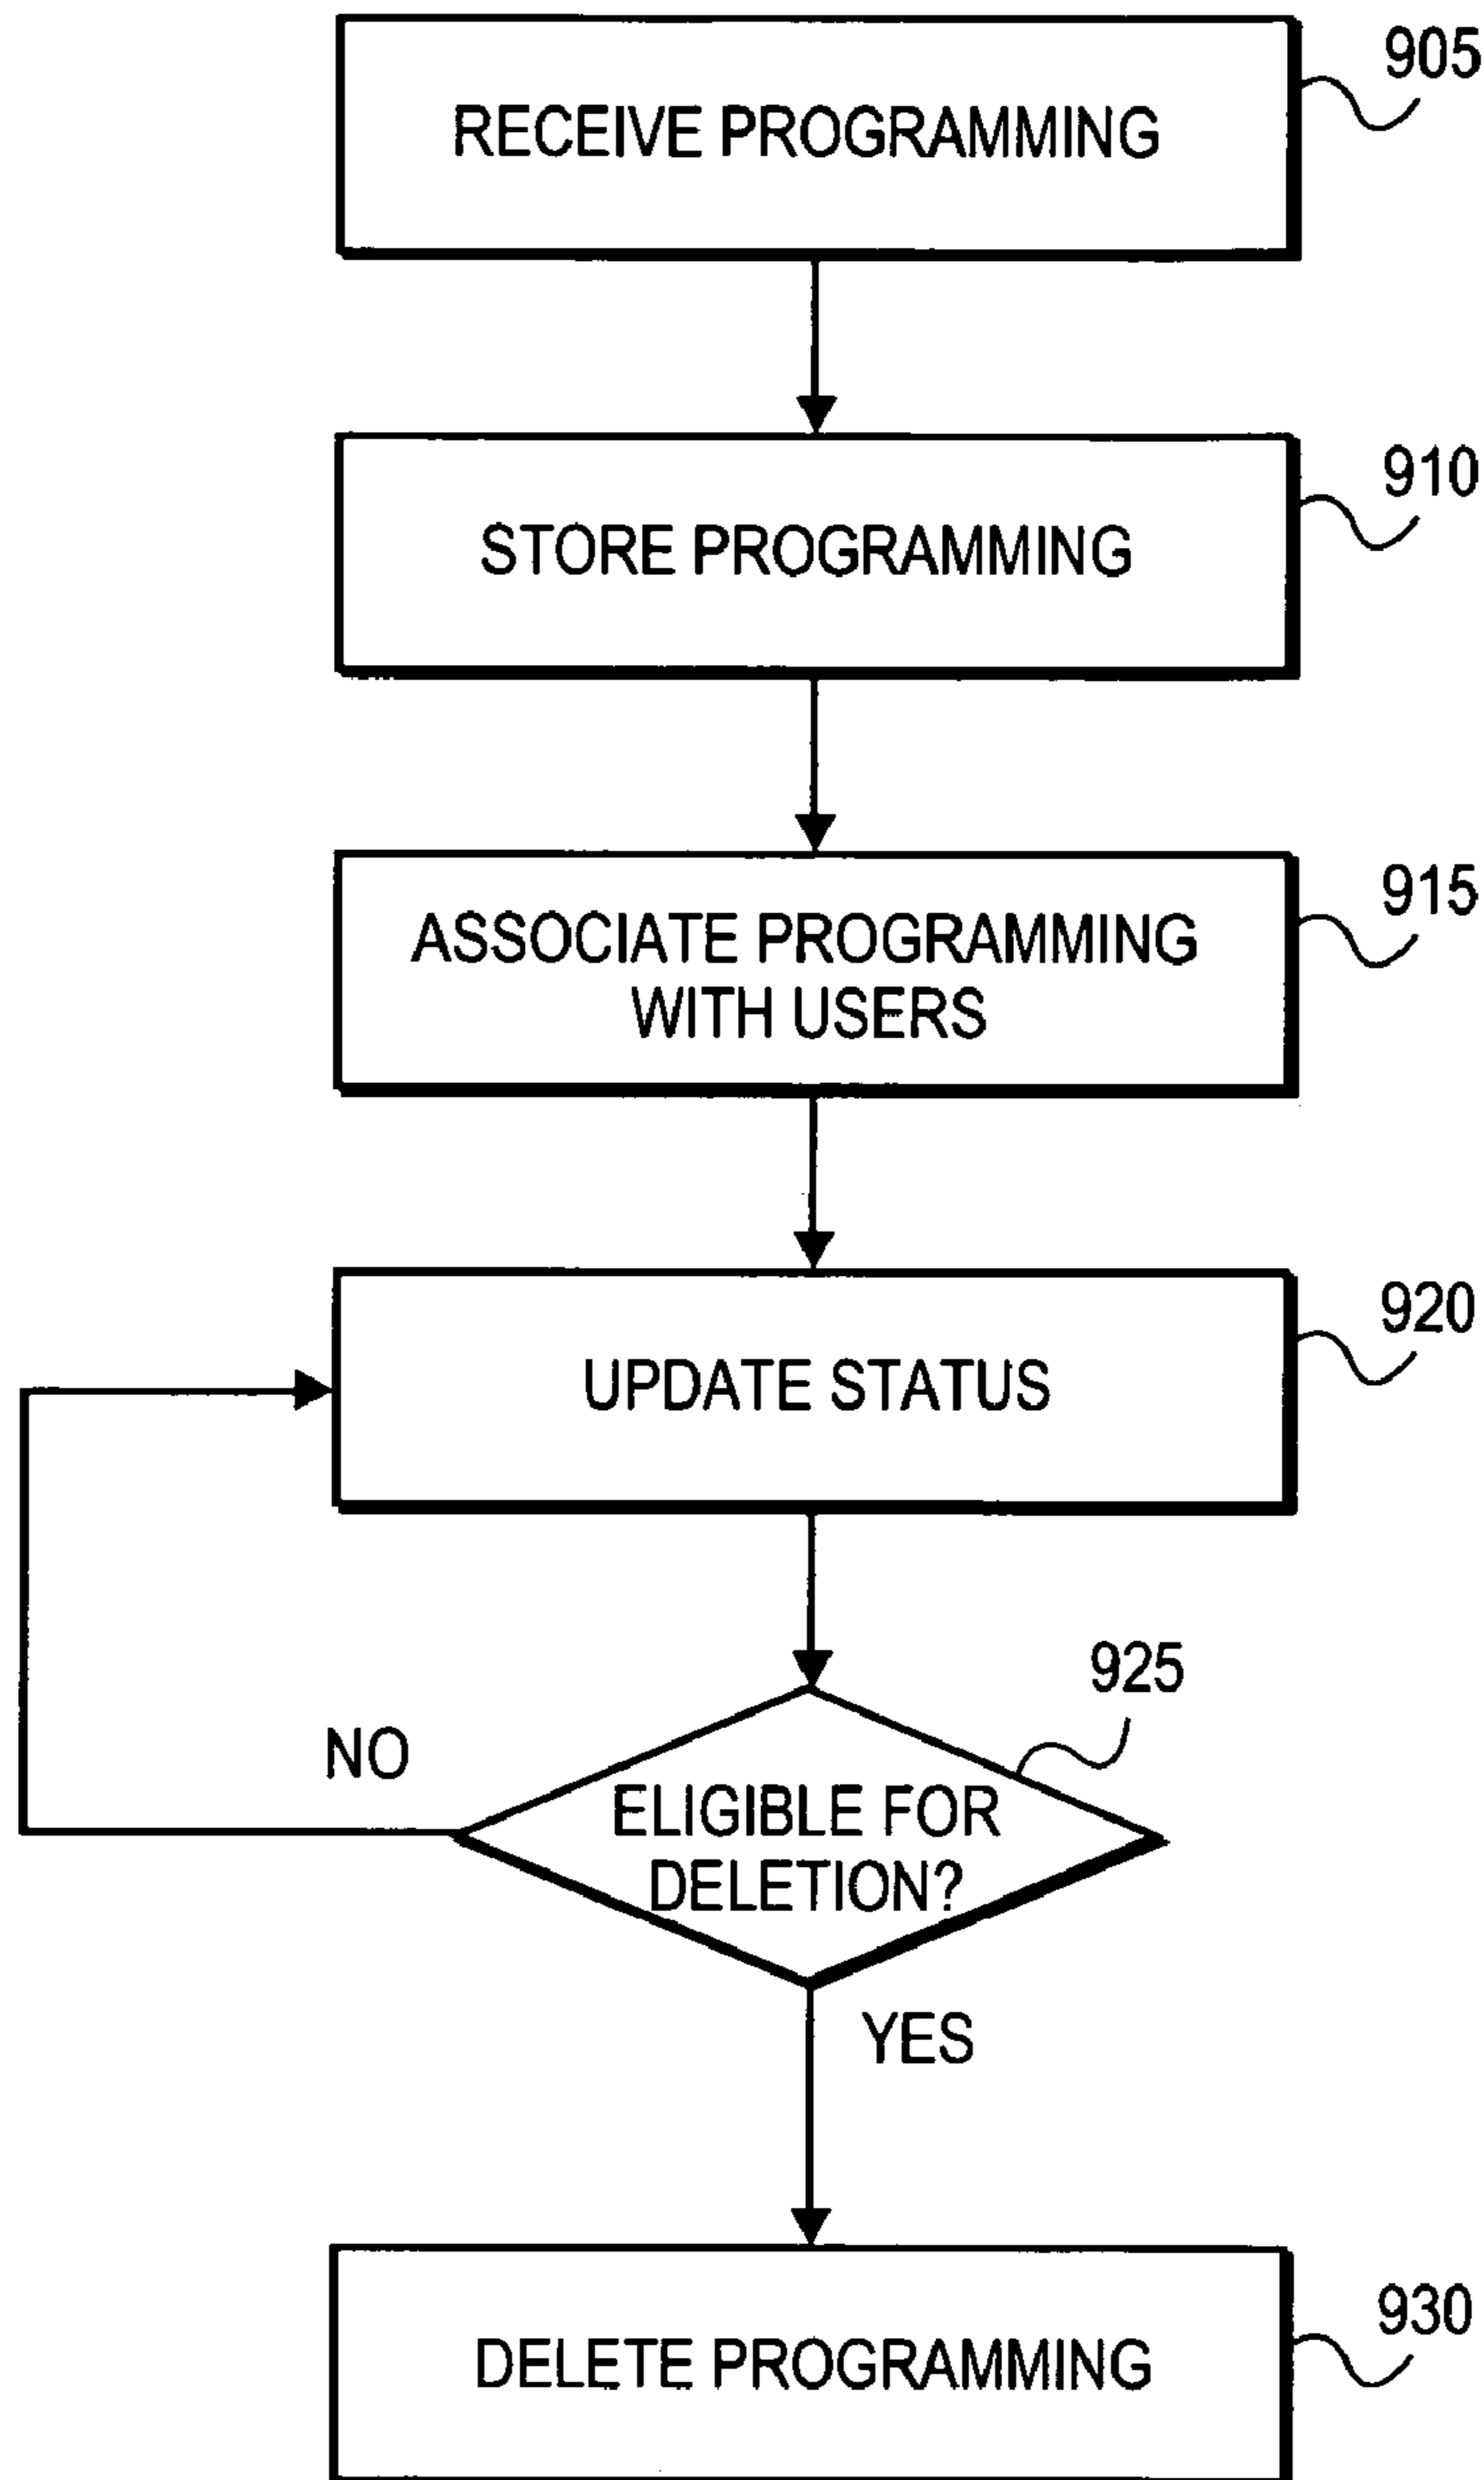 905
RECEIVE PROGRAMMING
910
STORE PROGRAMMING
915
ASSOCIATE PROGRAMMING
WITH USERS
920
UPDATE STATUS
925
NO
ELIGIBLE FOR
DELETION?
YES
930
DELETE PROGRAMMING